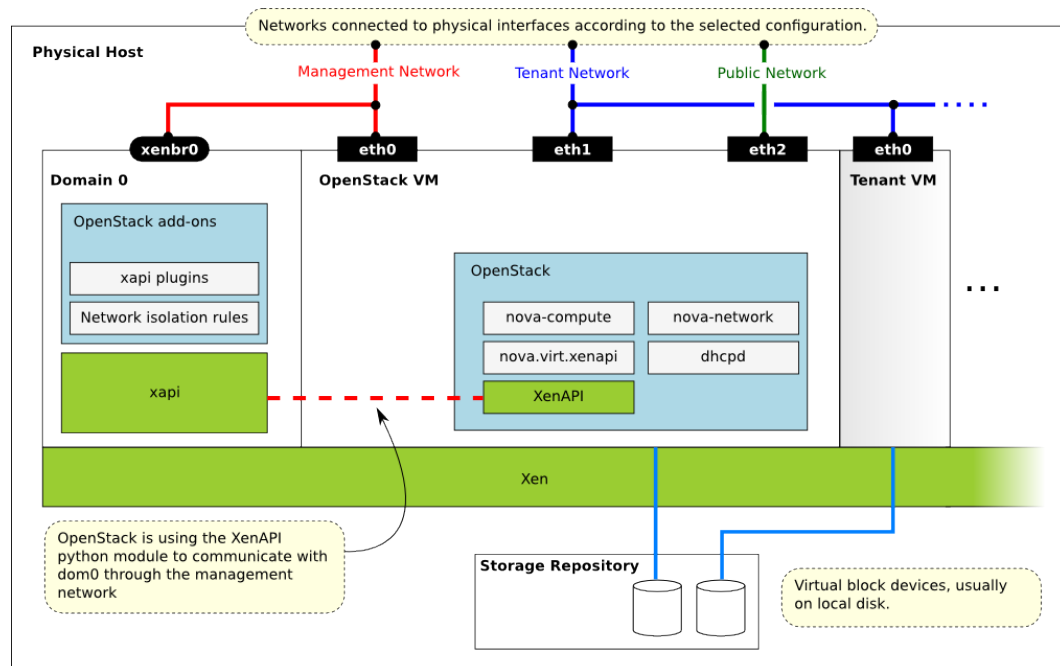 Networks connected to physical interfaces according to the selected configuration.
Physical Host
Management Network
Tenant Network
Public Network
xenbr0
eth0
eth1
eth2
eth0
Domain 0
OpenStack VM
Tenant VM
OpenStack add-ons
xapi plugins
Network isolation rules
xapi
OpenStack
nova-compute
nova-network
nova.virt.xenapi
dhcpd
XenAPI
...
Xen
OpenStack is using the XenAPI
python module to communicate with
dom0 through the management
network
Storage Repository
Virtual block devices, usually
on local disk.